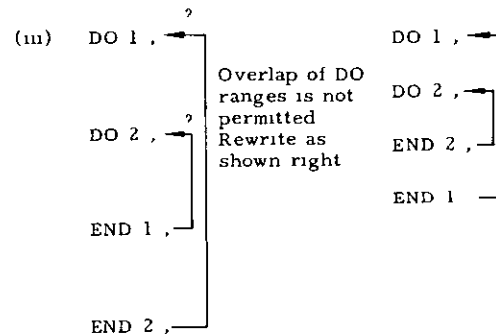 ?
(iii) DO 1 , DO 1 ,
Overlap of DO
ranges is not
permitted
Rewrite as
shown right
?
DO 2 ,
END 1 ,
END 2 ,
DO 2 ,
END 2 ,
END 1